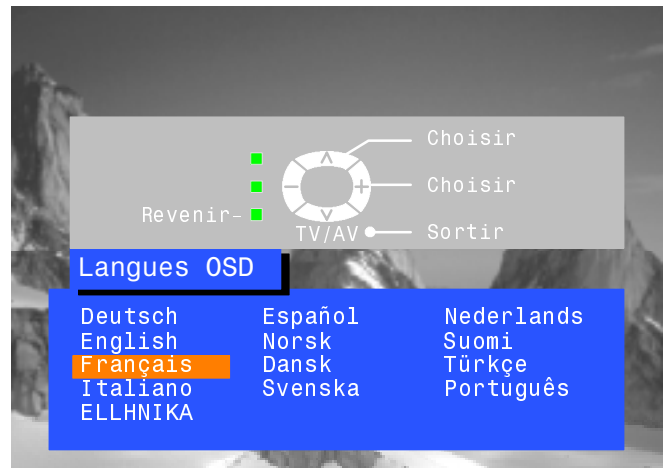 Choisir
Choisir
Revenir-
TV/AV Sortir
Langues OSD
Deutsch Español Nederlands
English Norsk Suomi
Français Dansk Türkçe
Italiano Svenska Português
ELLHNIKA